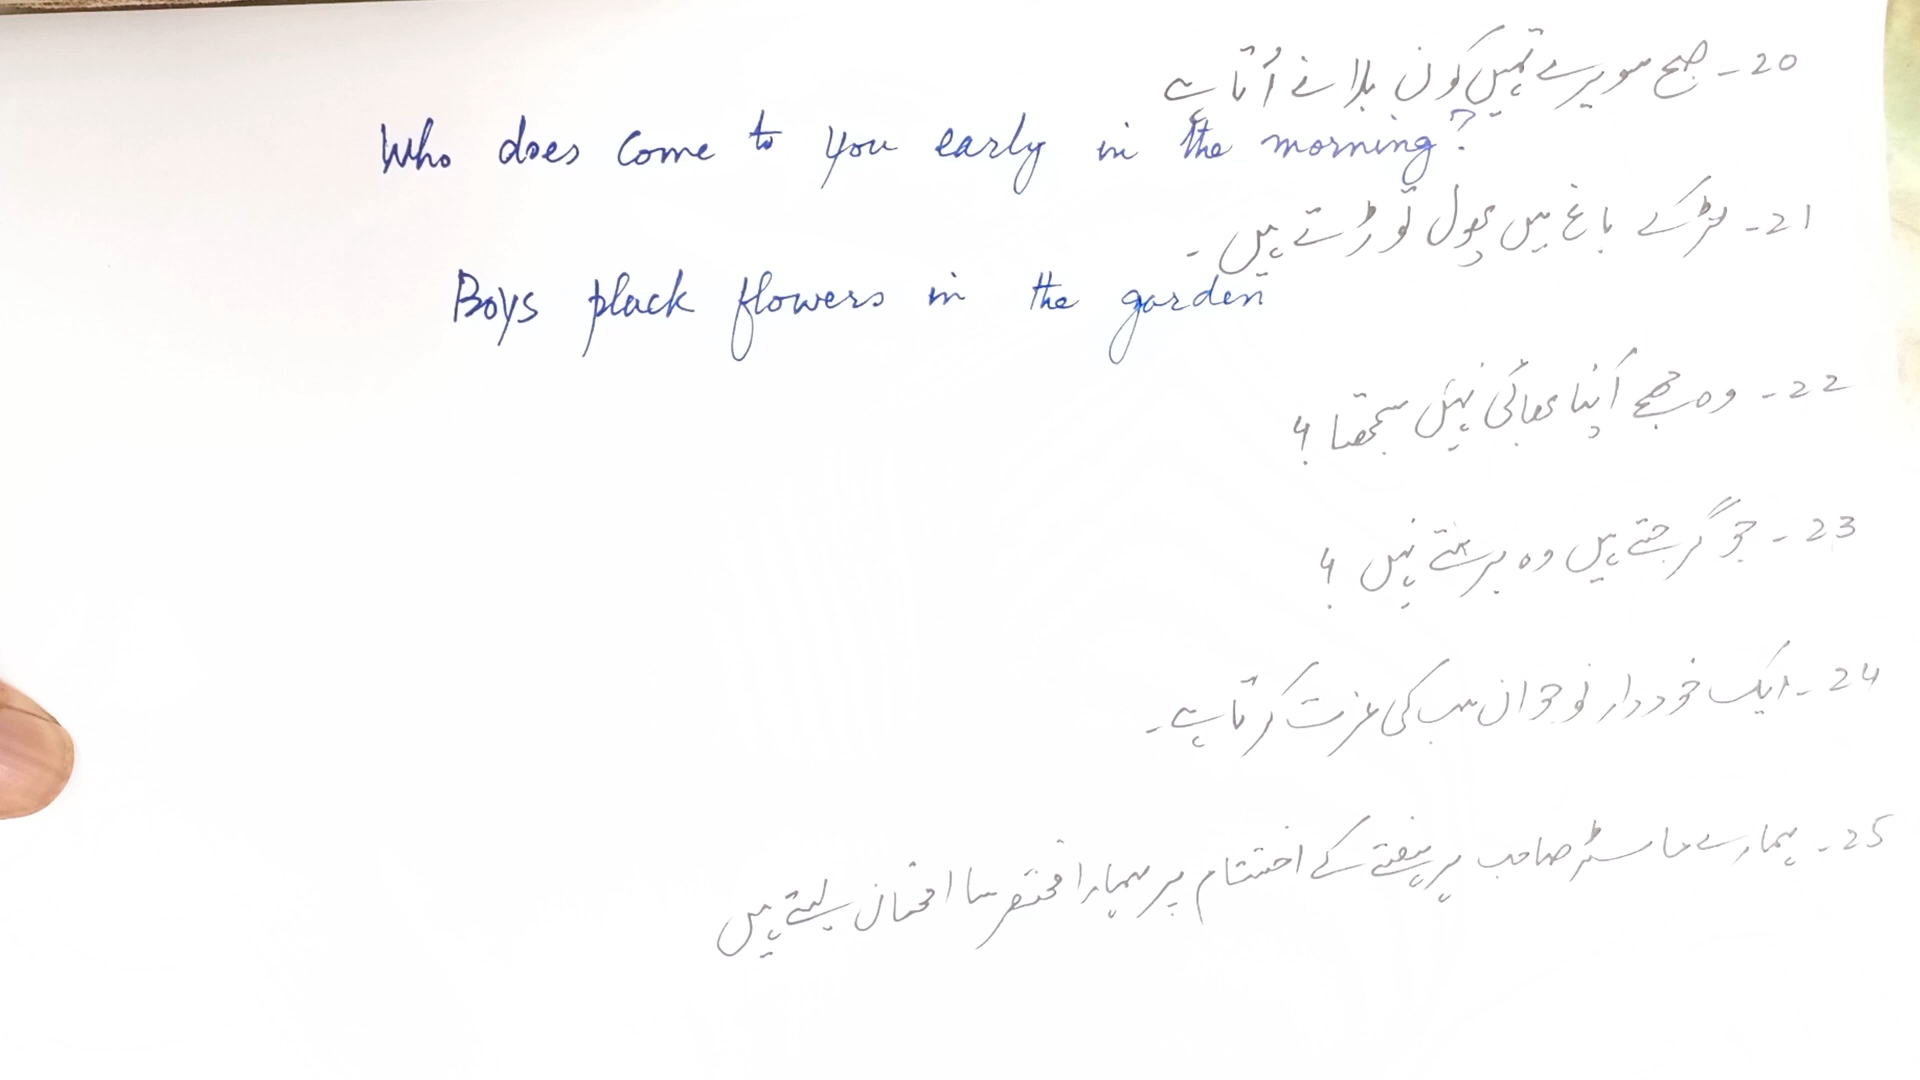 20- صبح سویرے تمہیں کون بلانے آتا ہے
Who does come to you early in the morning?
21- لڑکے باغ میں پھول توڑتے ہیں -
Boys pluck flowers in the garden
22- وہ مجھے اپنا بھائی نہیں سمجھتا ؟
23- جو گرجتے ہیں وہ برستے نہیں ؟
24- ایک خوددار نوجوان سب کی عزت کرتا ہے -
25- ہمارے ماسٹر صاحب ہر ہفتے کے اختتام پر ہمارا مختصر سا امتحان لیتے ہیں